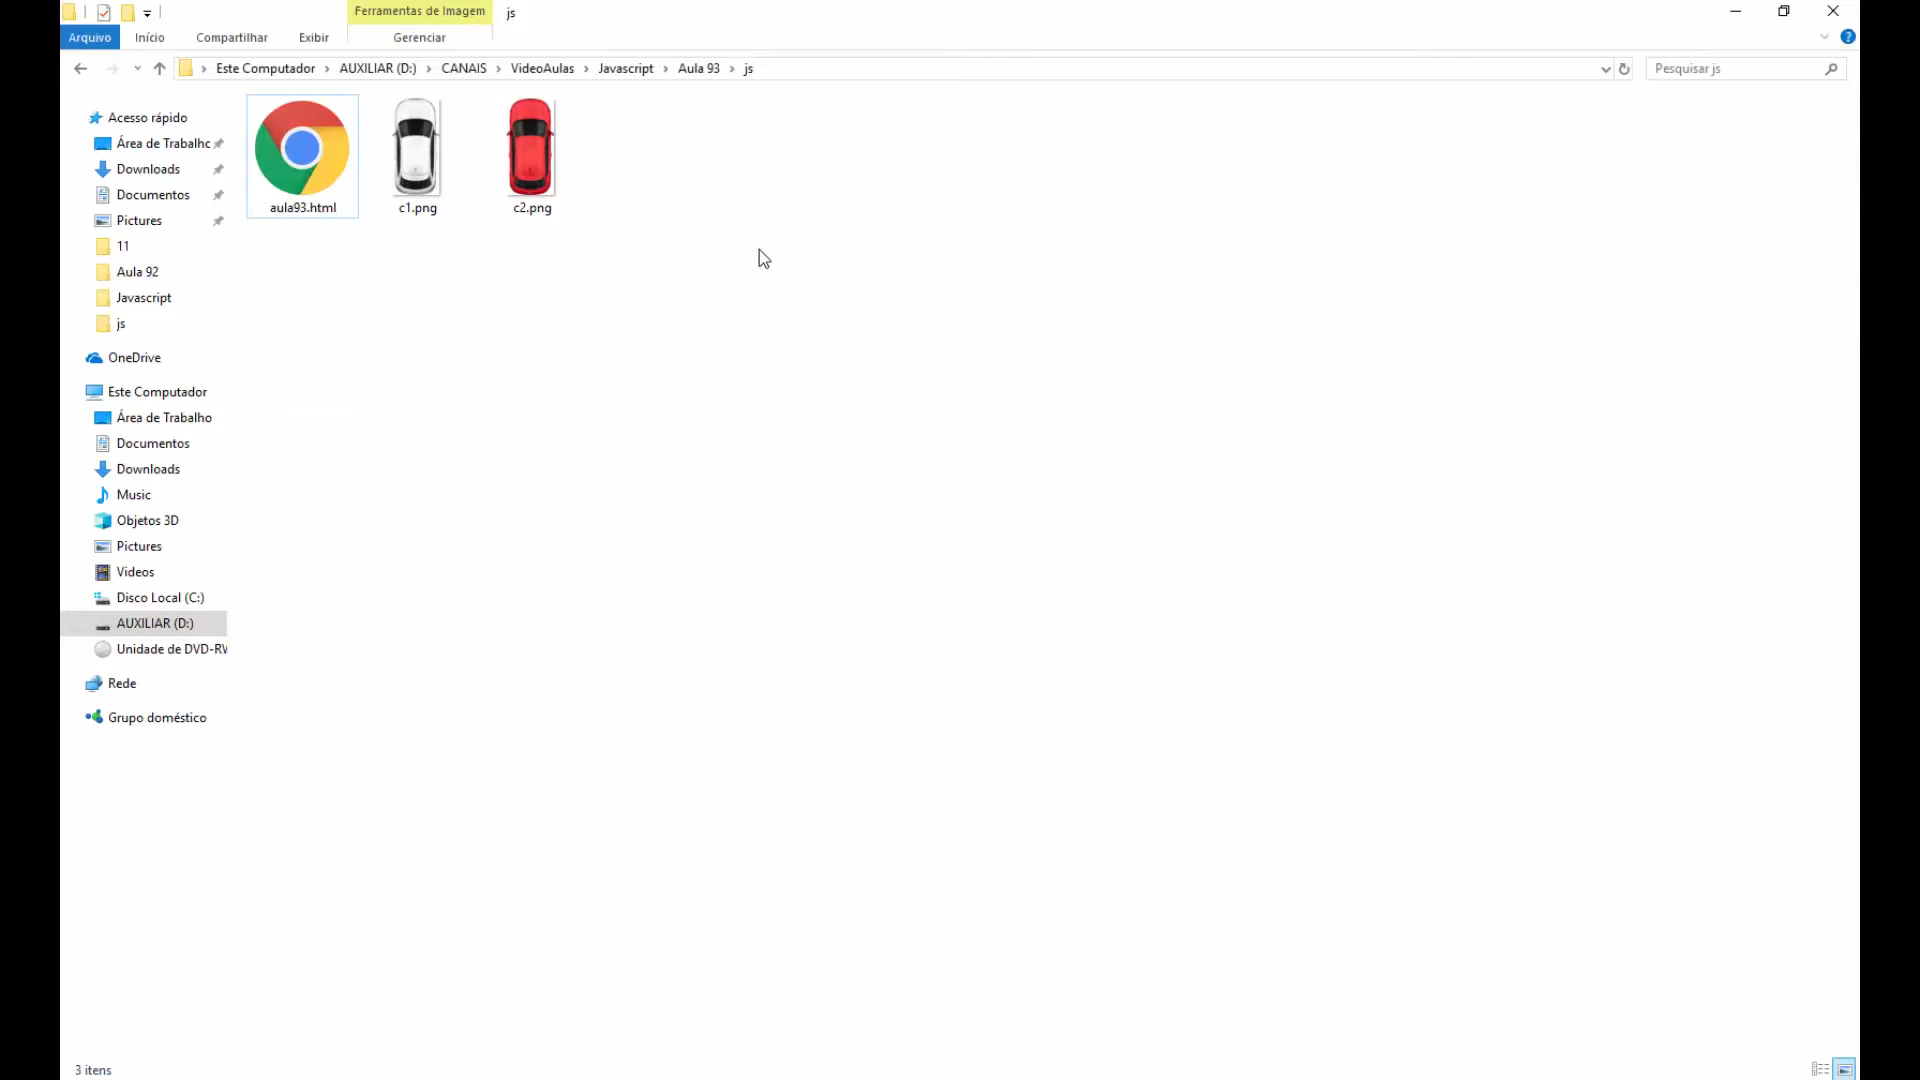 Ferramentas de Imagem
js
Arquivo
Início
Compartilhar
Exibir
Gerenciar
?
Este Computador
AUXILIAR (D:)
CANAIS
VideoAulas
Javascript
Aula 93
js
Pesquisar js
Acesso rápido
Área de Trabalho
Downloads
Documentos
Pictures
11
Aula 92
Javascript
js
OneDrive
Este Computador
Área de Trabalho
Documentos
Downloads
Music
Objetos 3D
Pictures
Videos
Disco Local (C:)
AUXILIAR (D:)
Unidade de DVD-RW
Rede
Grupo doméstico
aula93.html
c1.png
c2.png
3 itens